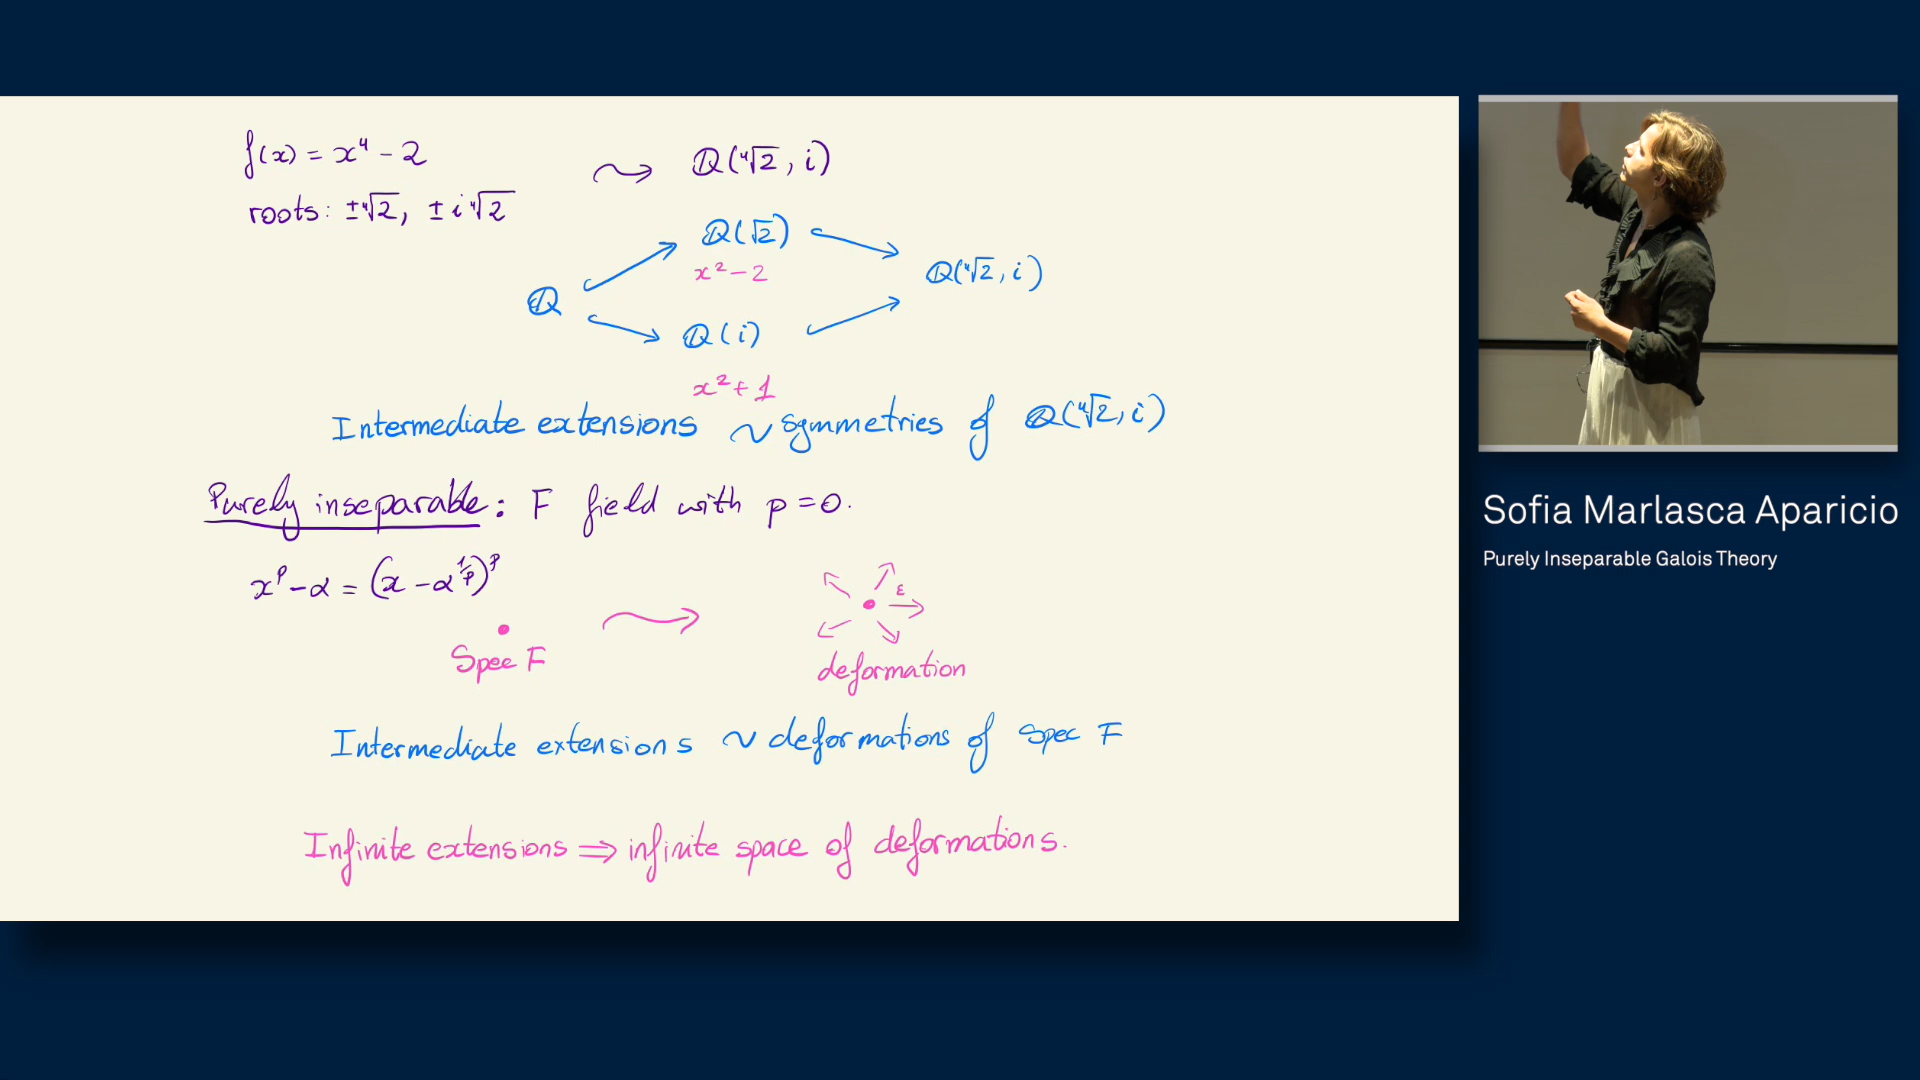 f(x) = x⁴ - 2
roots: ±⁴√2, ± i ⁴√2
⇝ ℚ(⁴√2, i)
ℚ(√2)
x² - 2
ℚ
ℚ(⁴√2, i)
ℚ(i)
x² + 1
Intermediate extensions ~ symmetries of ℚ(⁴√2, i)
Purely inseparable: F field with p = 0.
xᵖ - α = (x - α^{1/p})ᵖ
ε
Spec F
deformation
Intermediate extensions ~ deformations of Spec F
Infinite extensions ⇒ infinite space of deformations.
Sofia Marlasca Aparicio
Purely Inseparable Galois Theory